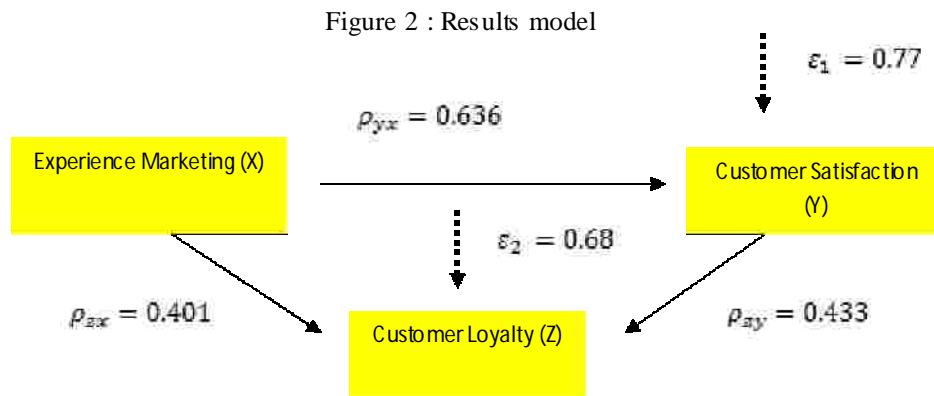 Figure 2 : Results model
ε₁ = 0.77
ρyx = 0.636
Experience Marketing (X)
Customer Satisfaction
(Y)
ε₂ = 0.68
ρzx = 0.401
Customer Loyalty (Z)
ρzy = 0.433